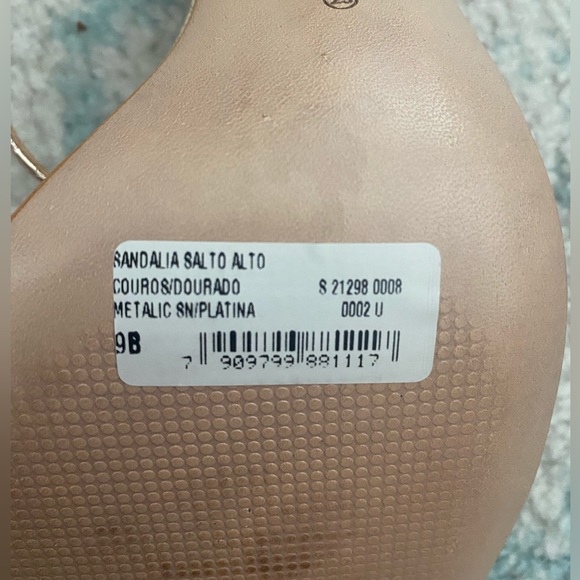 SANDALIA SALTO ALTO
COUROS/DOURADO S 21298 0008
METALIC SN/PLATINA 0002 U
9B
7 909799 881117